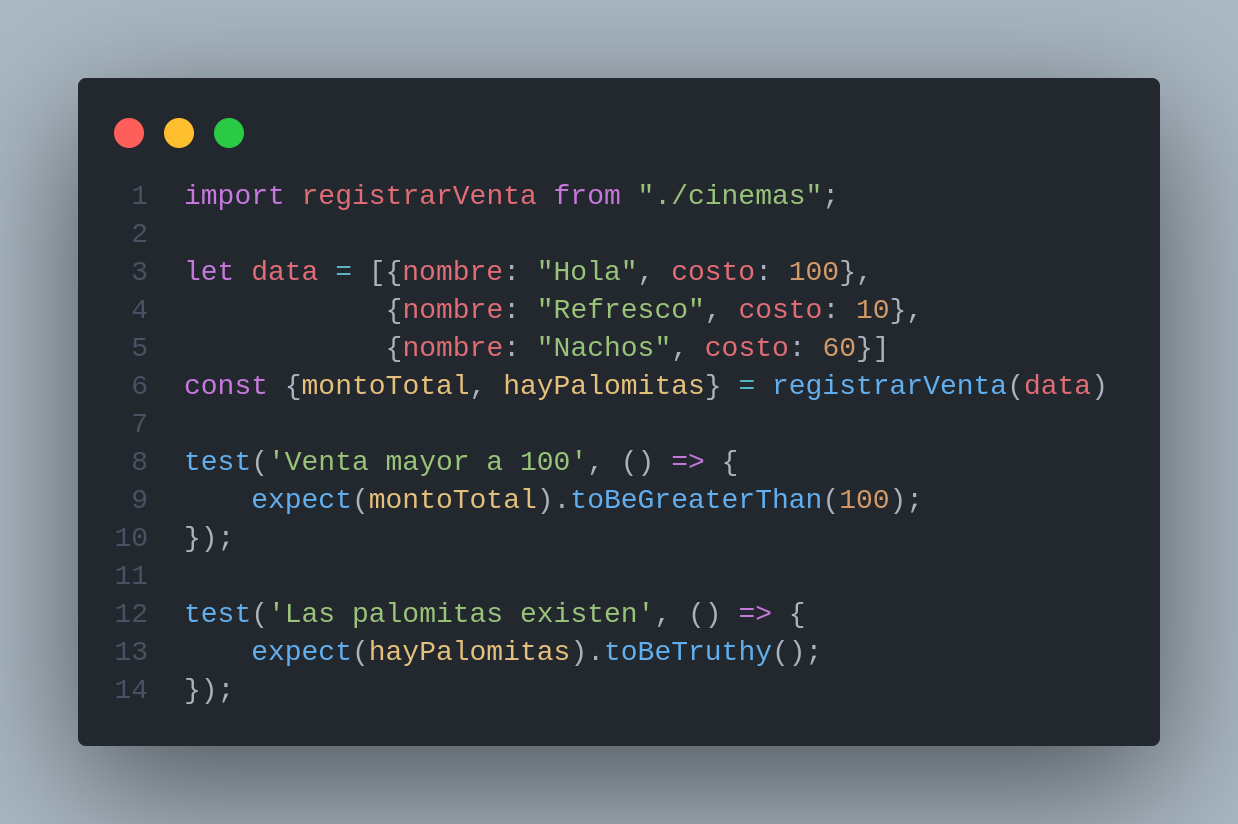 1 import registrarVenta from "./cinemas";
2
3 let data = [{nombre: "Hola", costo: 100},
4             {nombre: "Refresco", costo: 10},
5             {nombre: "Nachos", costo: 60}]
6 const {montoTotal, hayPalomitas} = registrarVenta(data)
7
8 test('Venta mayor a 100', () => {
9     expect(montoTotal).toBeGreaterThan(100);
10 });
11
12 test('Las palomitas existen', () => {
13     expect(hayPalomitas).toBeTruthy();
14 });